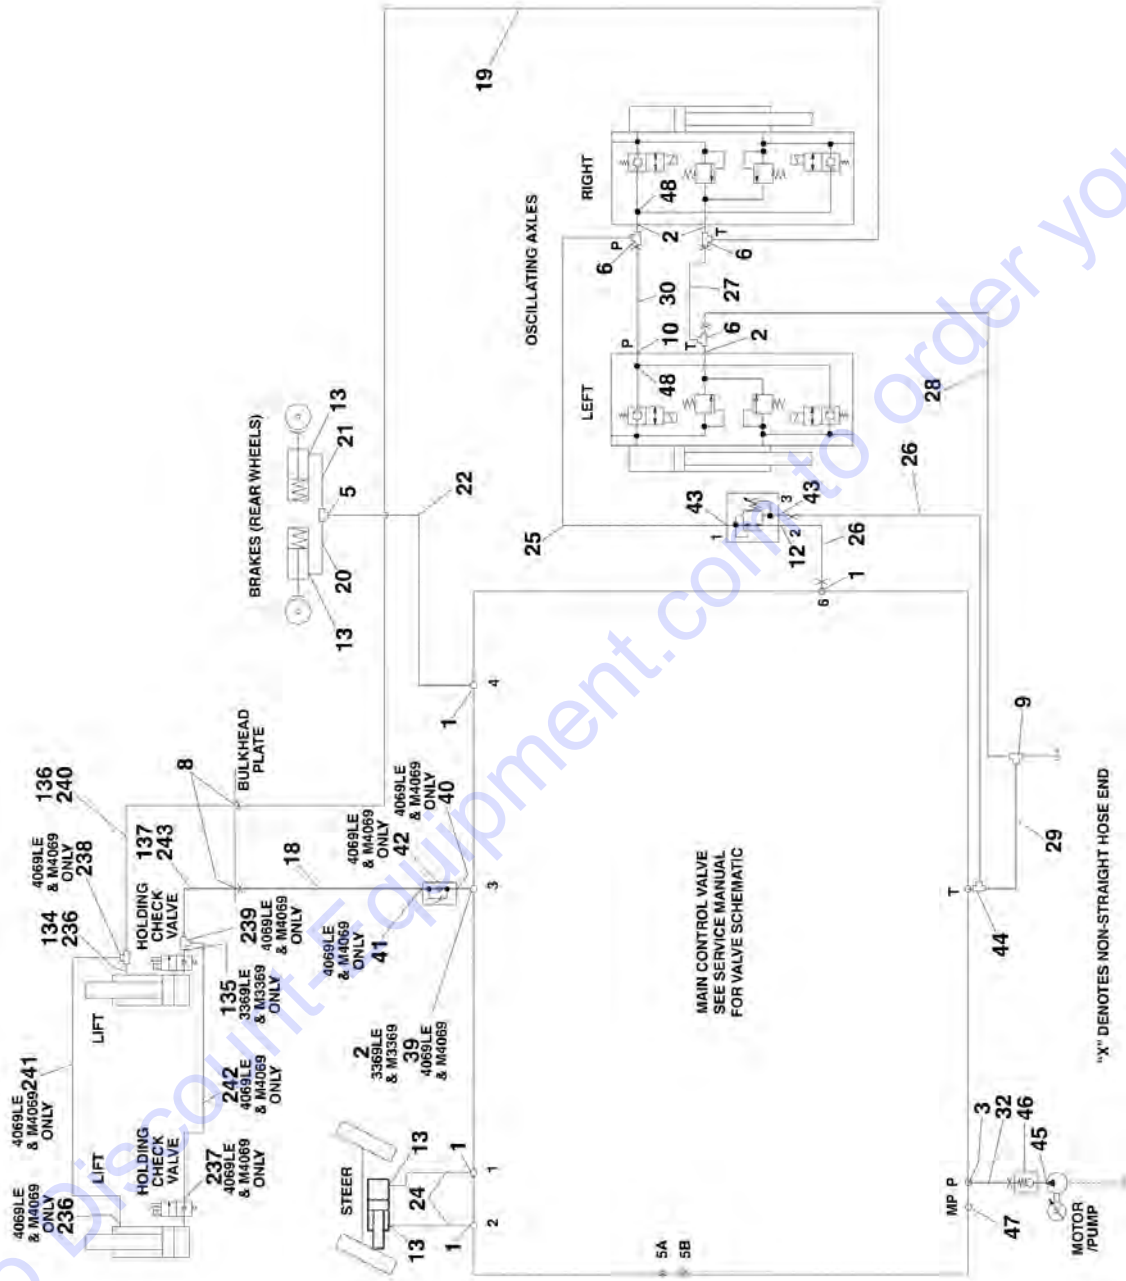 19
OSCILLATING AXLES
RIGHT
48
2
P
T
6
6
30
27
P
10
T
6
2
LEFT
48
28
26
BRAKES (REAR WHEELS)
13
21
5
20
13
22
25
43
1
3
43
2
12
26
1
6
4
1
136
240
8
BULKHEAD
PLATE
4069LE
& M4069
ONLY
238
137
243
134
236
HOLDING
CHECK
VALVE
18
4069LE
& M4069
ONLY
42
4069LE
& M4069
ONLY
40
3
239
4069LE
& M4069
ONLY
4069LE
& M4069
ONLY
41
135
3369LE
& M3369
ONLY
2
3369LE
& M3369
39
4069LE
& M4069
LIFT
4069LE
& M4069
ONLY
241
242
4069LE
& M4069
ONLY
LIFT
HOLDING
CHECK
VALVE
237
4069LE
& M4069
ONLY
4069LE
& M4069
ONLY
236
STEER
13
24
13
1
1
1
2
MAIN CONTROL VALVE
SEE SERVICE MANUAL
FOR VALVE SCHEMATIC
9
29
T
44
5A
5B
MP
P
3
32
46
45
47
MOTOR
/PUMP
"X" DENOTES NON-STRAIGHT HOSE END
Discount-Equipment.com to order you